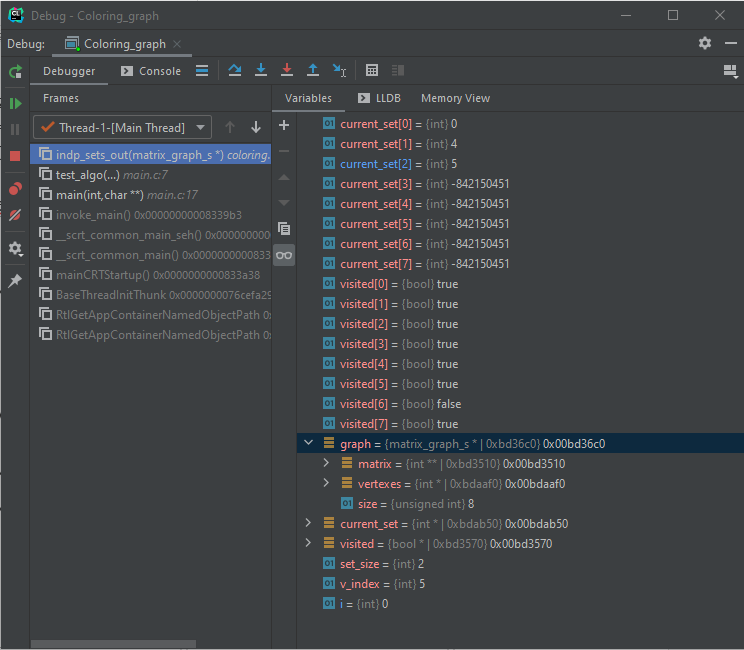 Debug - Coloring_graph
Debug: Coloring_graph
Debugger Console
Frames
Thread-1-[Main Thread]
indp_sets_out(matrix_graph_s *) coloring.
test_algo(...) main.c:7
main(int,char **) main.c:17
invoke_main() 0x00000000008339b3
__scrt_common_main_seh() 0x000000000
__scrt_common_main() 0x0000000000833
mainCRTStartup() 0x0000000000833a38
BaseThreadInitThunk 0x0000000076cefa29
RtlGetAppContainerNamedObjectPath 0x
RtlGetAppContainerNamedObjectPath 0x
Variables LLDB Memory View
current_set[0] = {int} 0
current_set[1] = {int} 4
current_set[2] = {int} 5
current_set[3] = {int} -842150451
current_set[4] = {int} -842150451
current_set[5] = {int} -842150451
current_set[6] = {int} -842150451
current_set[7] = {int} -842150451
visited[0] = {bool} true
visited[1] = {bool} true
visited[2] = {bool} true
visited[3] = {bool} true
visited[4] = {bool} true
visited[5] = {bool} true
visited[6] = {bool} false
visited[7] = {bool} true
graph = {matrix_graph_s * | 0xbd36c0} 0x00bd36c0
matrix = {int ** | 0xbd3510} 0x00bd3510
vertexes = {int * | 0xbdaaf0} 0x00bdaaf0
size = {unsigned int} 8
current_set = {int * | 0xbdab50} 0x00bdab50
visited = {bool * | 0xbd3570} 0x00bd3570
set_size = {int} 2
v_index = {int} 5
i = {int} 0